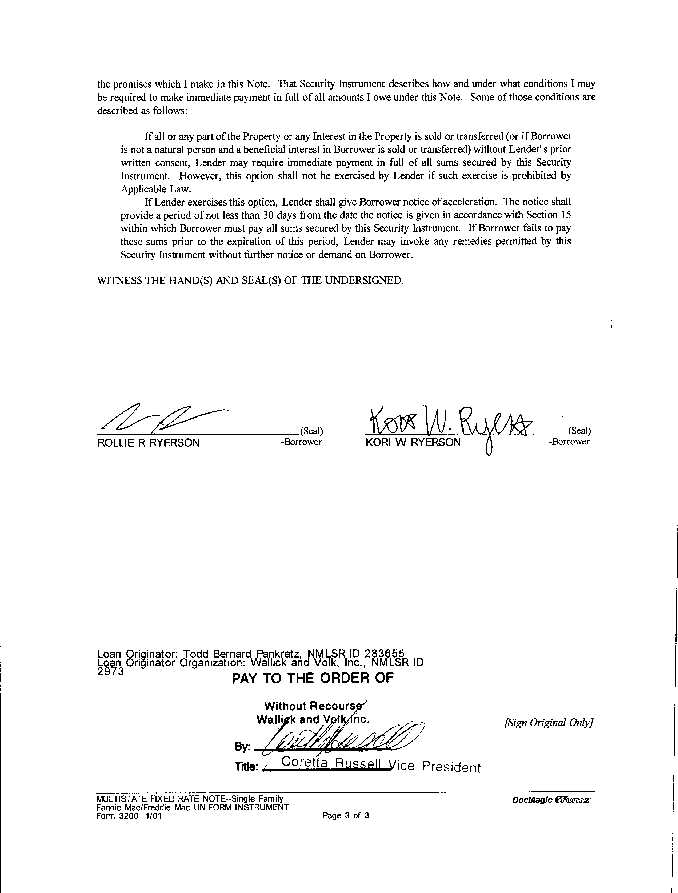 the promises which I make in this Note. That Security Instrument describes how and under what conditions I may
be required to make immediate payment in full of all amounts I owe under this Note. Some of those conditions are
described as follows:
If all or any part of the Property or any Interest in the Property is sold or transferred (or if Borrower
is not a natural person and a beneficial interest in Borrower is sold or transferred) without Lender's prior
written consent, Lender may require immediate payment in full of all sums secured by this Security
Instrument. However, this option shall not be exercised by Lender if such exercise is prohibited by
Applicable Law.
If Lender exercises this option, Lender shall give Borrower notice of acceleration. The notice shall
provide a period of not less than 30 days from the date the notice is given in accordance with Section 15
within which Borrower must pay all sums secured by this Security Instrument. If Borrower fails to pay
these sums prior to the expiration of this period, Lender may invoke any remedies permitted by this
Security Instrument without further notice or demand on Borrower.
WITNESS THE HAND(S) AND SEAL(S) OF THE UNDERSIGNED.
Kori W. Ryerson
(Seal) (Seal)
ROLLIE R RYERSON -Borrower KORI W RYERSON -Borrower
Loan Originator: Todd Bernard Pankratz, NMLSR ID 283655
Loan Originator Organization: Wallick and Volk, Inc., NMLSR ID
2973
PAY TO THE ORDER OF
Without Recourse
Wallick and Volk, Inc.
[Sign Original Only]
By:
Title: Coretta Russell Vice President
MULTISTATE FIXED RATE NOTE--Single Family
Fannie Mae/Freddie Mac UNIFORM INSTRUMENT
Form 3200 1/01 Page 3 of 3
DocMagic